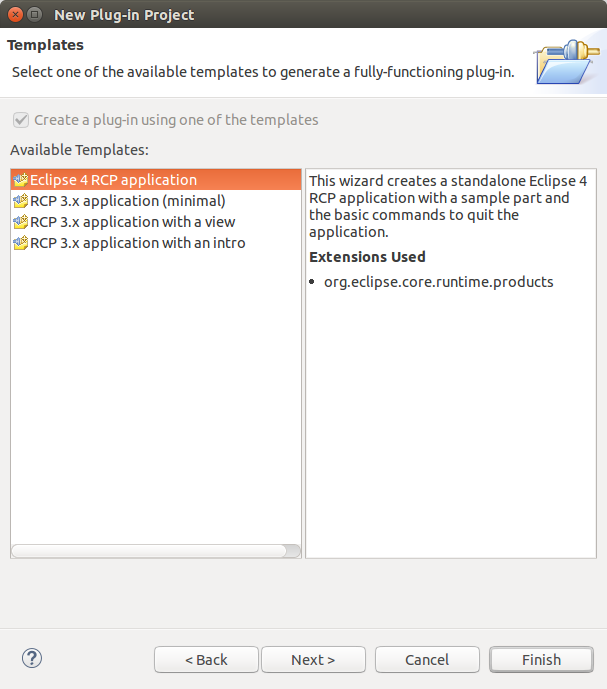 New Plug-in Project
Templates
Select one of the available templates to generate a fully-functioning plug-in.
Create a plug-in using one of the templates
Available Templates:
Eclipse 4 RCP application
RCP 3.x application (minimal)
RCP 3.x application with a view
RCP 3.x application with an intro
This wizard creates a standalone Eclipse 4
RCP application with a sample part and
the basic commands to quit the
application.
Extensions Used
• org.eclipse.core.runtime.products
?
< Back
Next >
Cancel
Finish